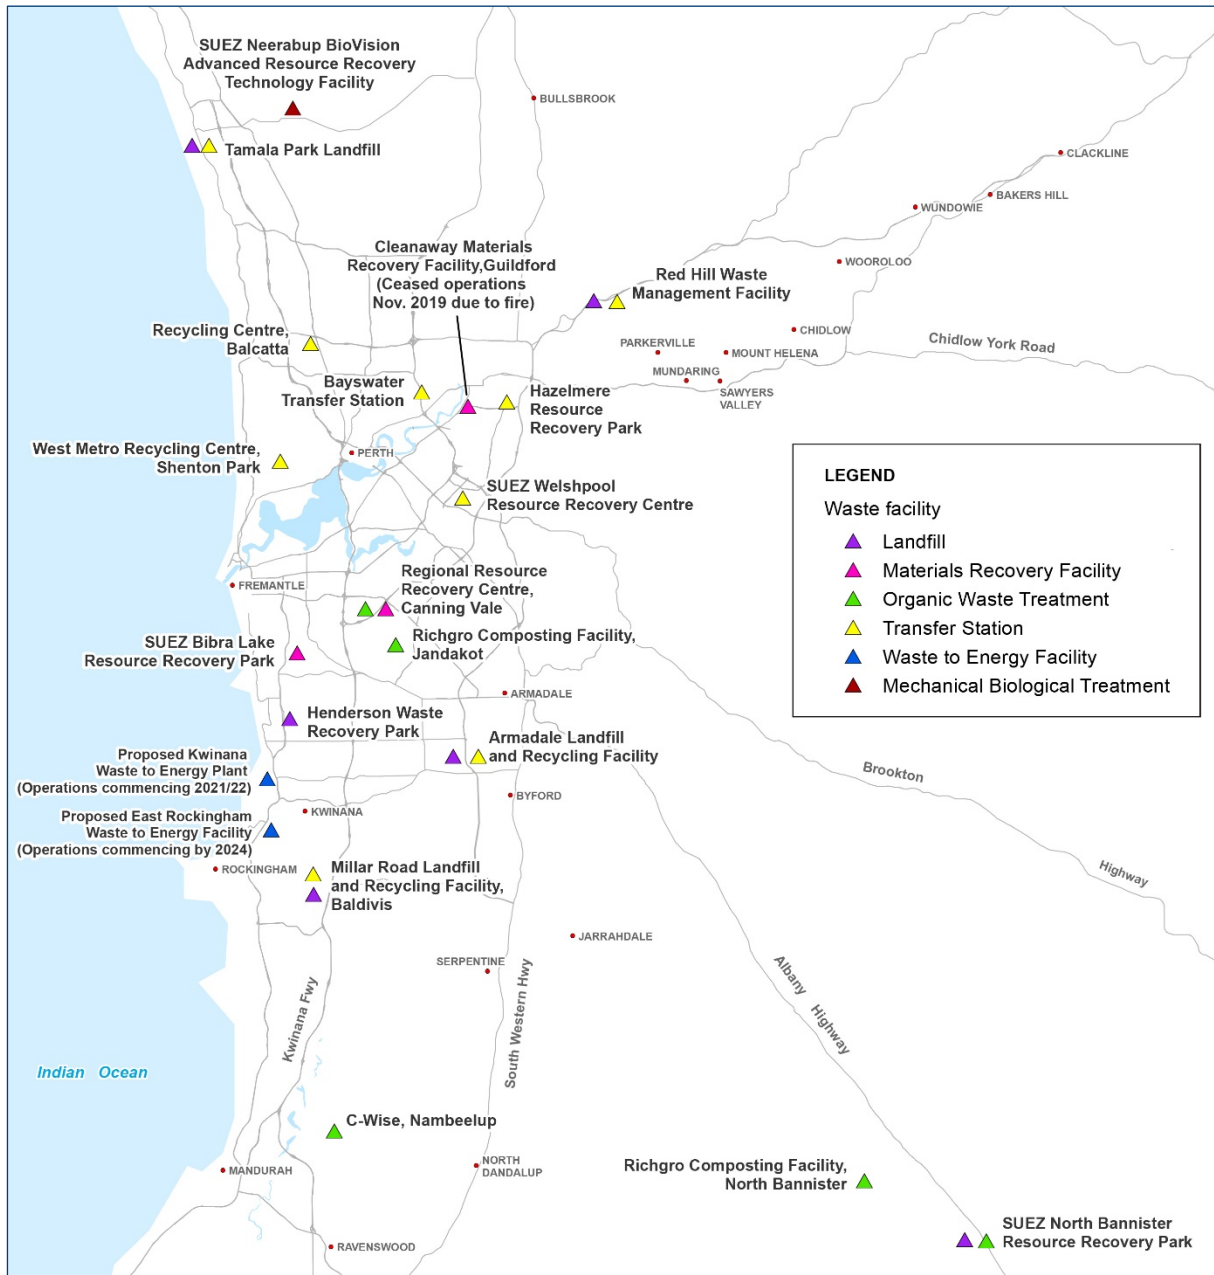 SUEZ Neerabup BioVision
Advanced Resource Recovery
Technology Facility
BULLSBROOK
Tamala Park Landfill
CLACKLINE
BAKERS HILL
WUNDOWIE
Cleanaway Materials
Recovery Facility,Guildford
(Ceased operations
Nov. 2019 due to fire)
WOOROLOO
Red Hill Waste
Management Facility
Recycling Centre,
Balcatta
CHIDLOW
Chidlow York Road
PARKERVILLE
MOUNT HELENA
MUNDARING
SAWYERS
VALLEY
Bayswater
Transfer Station
Hazelmere
Resource
Recovery Park
West Metro Recycling Centre,
Shenton Park
PERTH
SUEZ Welshpool
Resource Recovery Centre
LEGEND
Waste facility
Landfill
Materials Recovery Facility
Organic Waste Treatment
Transfer Station
Waste to Energy Facility
Mechanical Biological Treatment
FREMANTLE
Regional Resource
Recovery Centre,
Canning Vale
SUEZ Bibra Lake
Resource Recovery Park
Richgro Composting Facility,
Jandakot
ARMADALE
Henderson Waste
Recovery Park
Armadale Landfill
and Recycling Facility
Proposed Kwinana
Waste to Energy Plant
(Operations commencing 2021/22)
Brookton
Highway
BYFORD
KWINANA
Proposed East Rockingham
Waste to Energy Facility
(Operations commencing by 2024)
ROCKINGHAM
Millar Road Landfill
and Recycling Facility,
Baldivis
JARRAHDALE
SERPENTINE
Kwinana Fwy
South Western Hwy
Albany Highway
Indian Ocean
C-Wise, Nambeelup
MANDURAH
NORTH
DANDALUP
Richgro Composting Facility,
North Bannister
SUEZ North Bannister
Resource Recovery Park
RAVENSWOOD